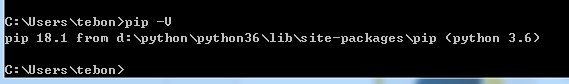 C:\Users\tebon>pip -V
pip 18.1 from d:\python\python36\lib\site-packages\pip (python 3.6)
C:\Users\tebon>